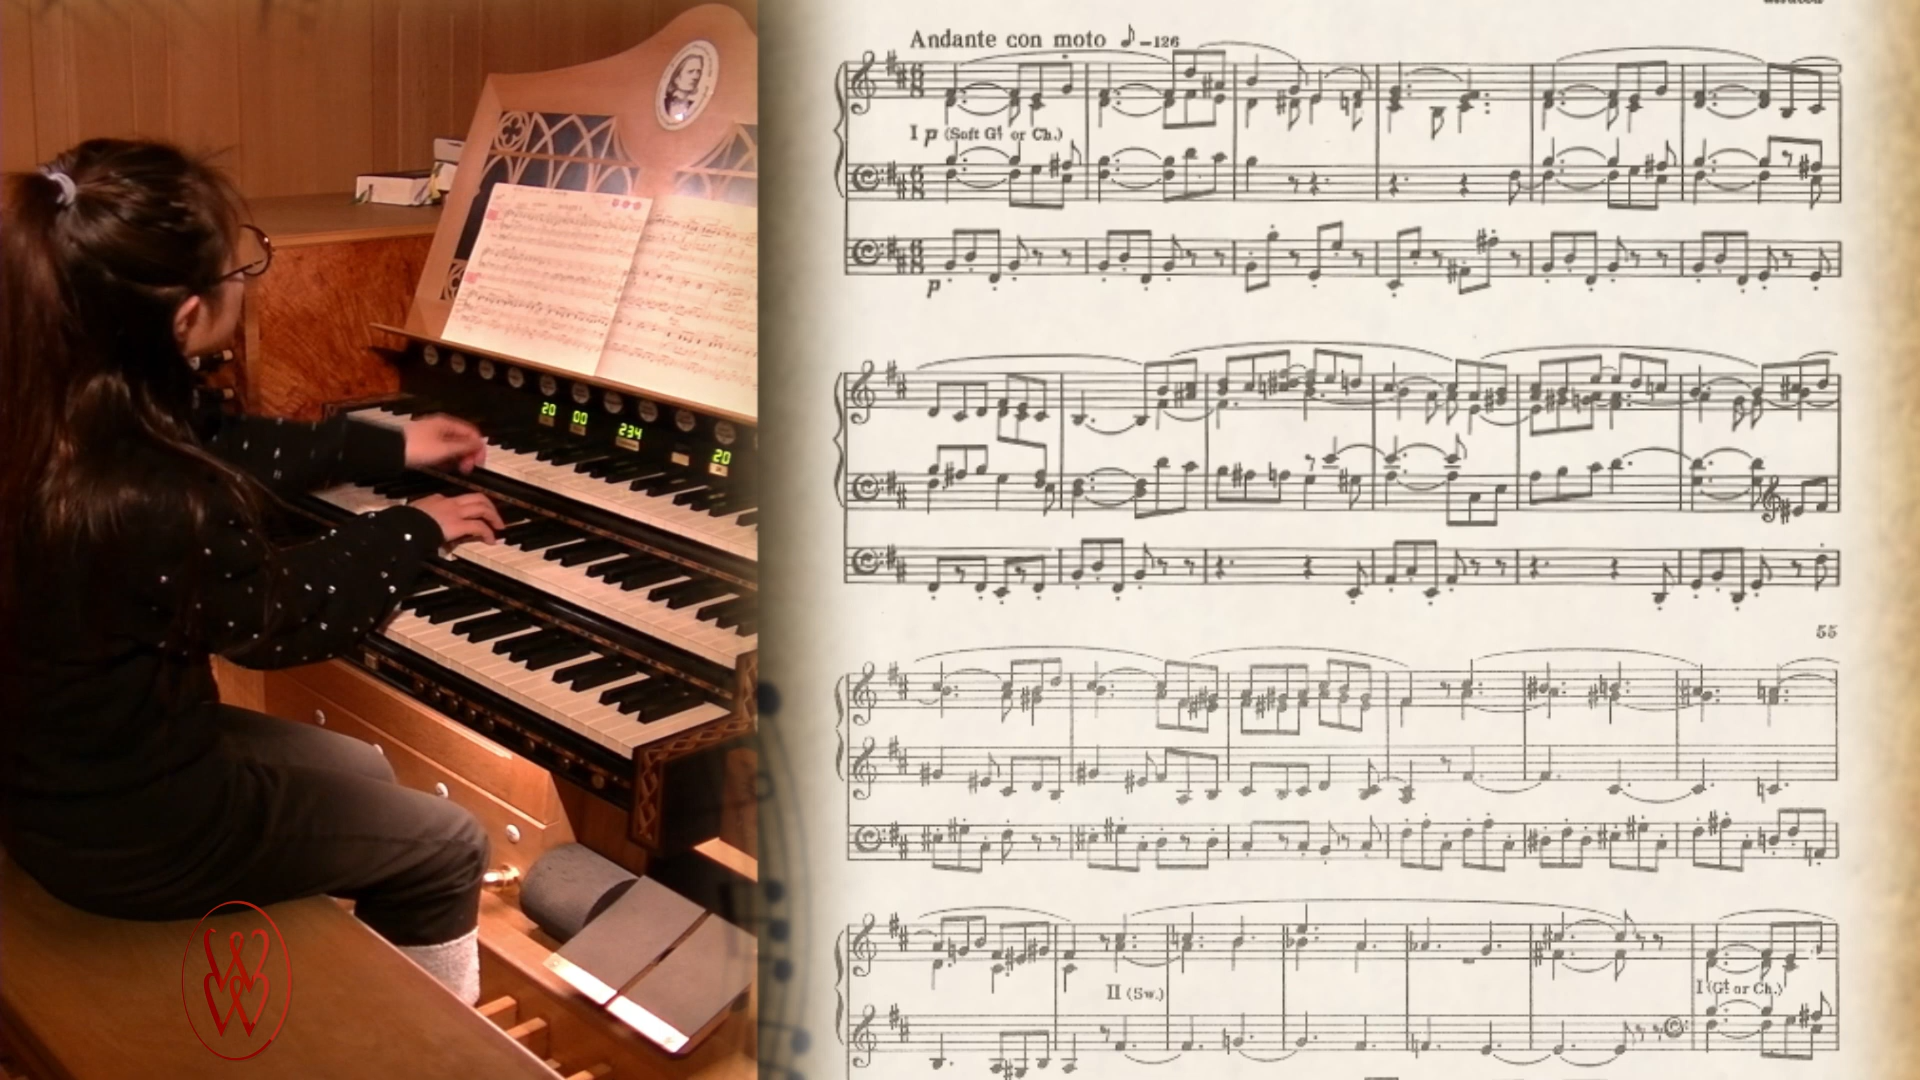 Andante con moto ♪=126
I p (Soft Gt or Ch.)
p
55
II (Sw.)
I (Gt or Ch.)
20
00
234
20